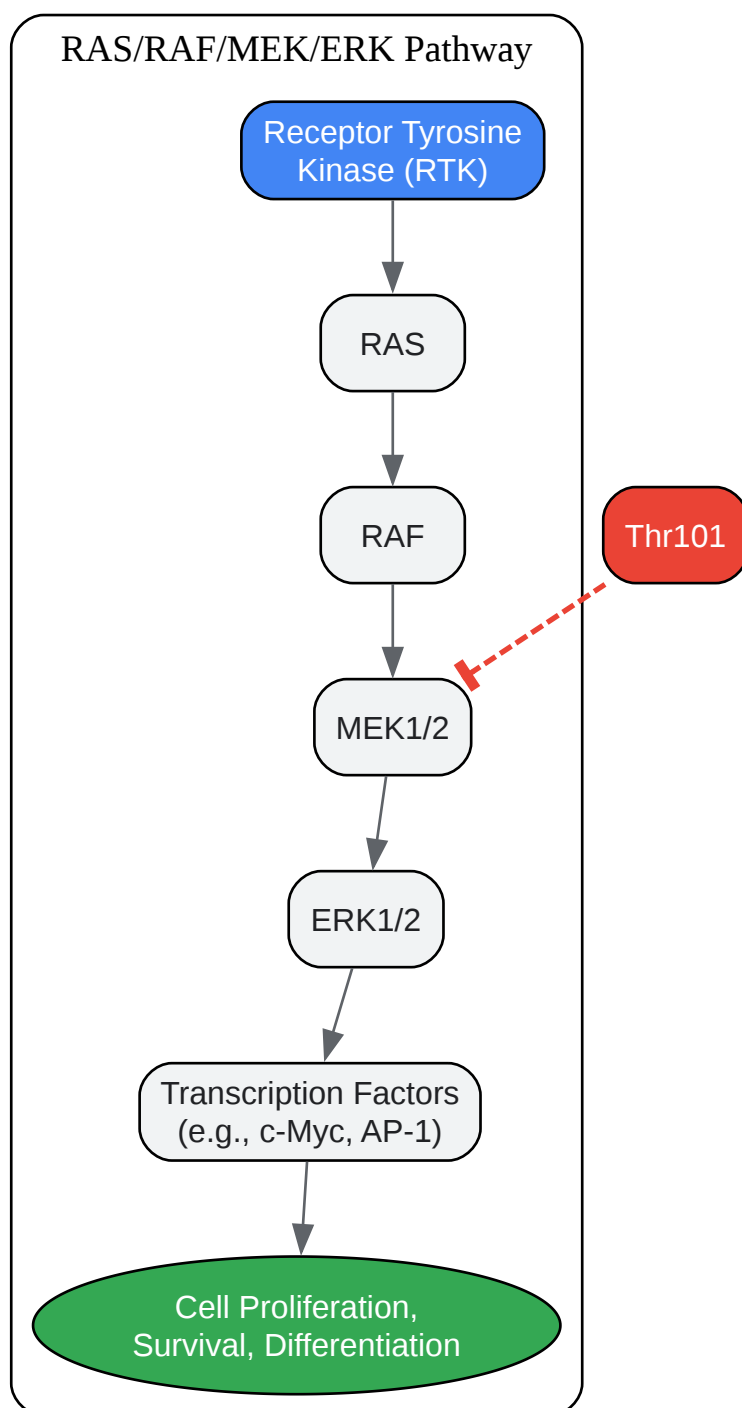 RAS/RAF/MEK/ERK Pathway
Receptor Tyrosine
Kinase (RTK)
RAS
RAF
Thr101
MEK1/2
ERK1/2
Transcription Factors
(e.g., c-Myc, AP-1)
Cell Proliferation,
Survival, Differentiation